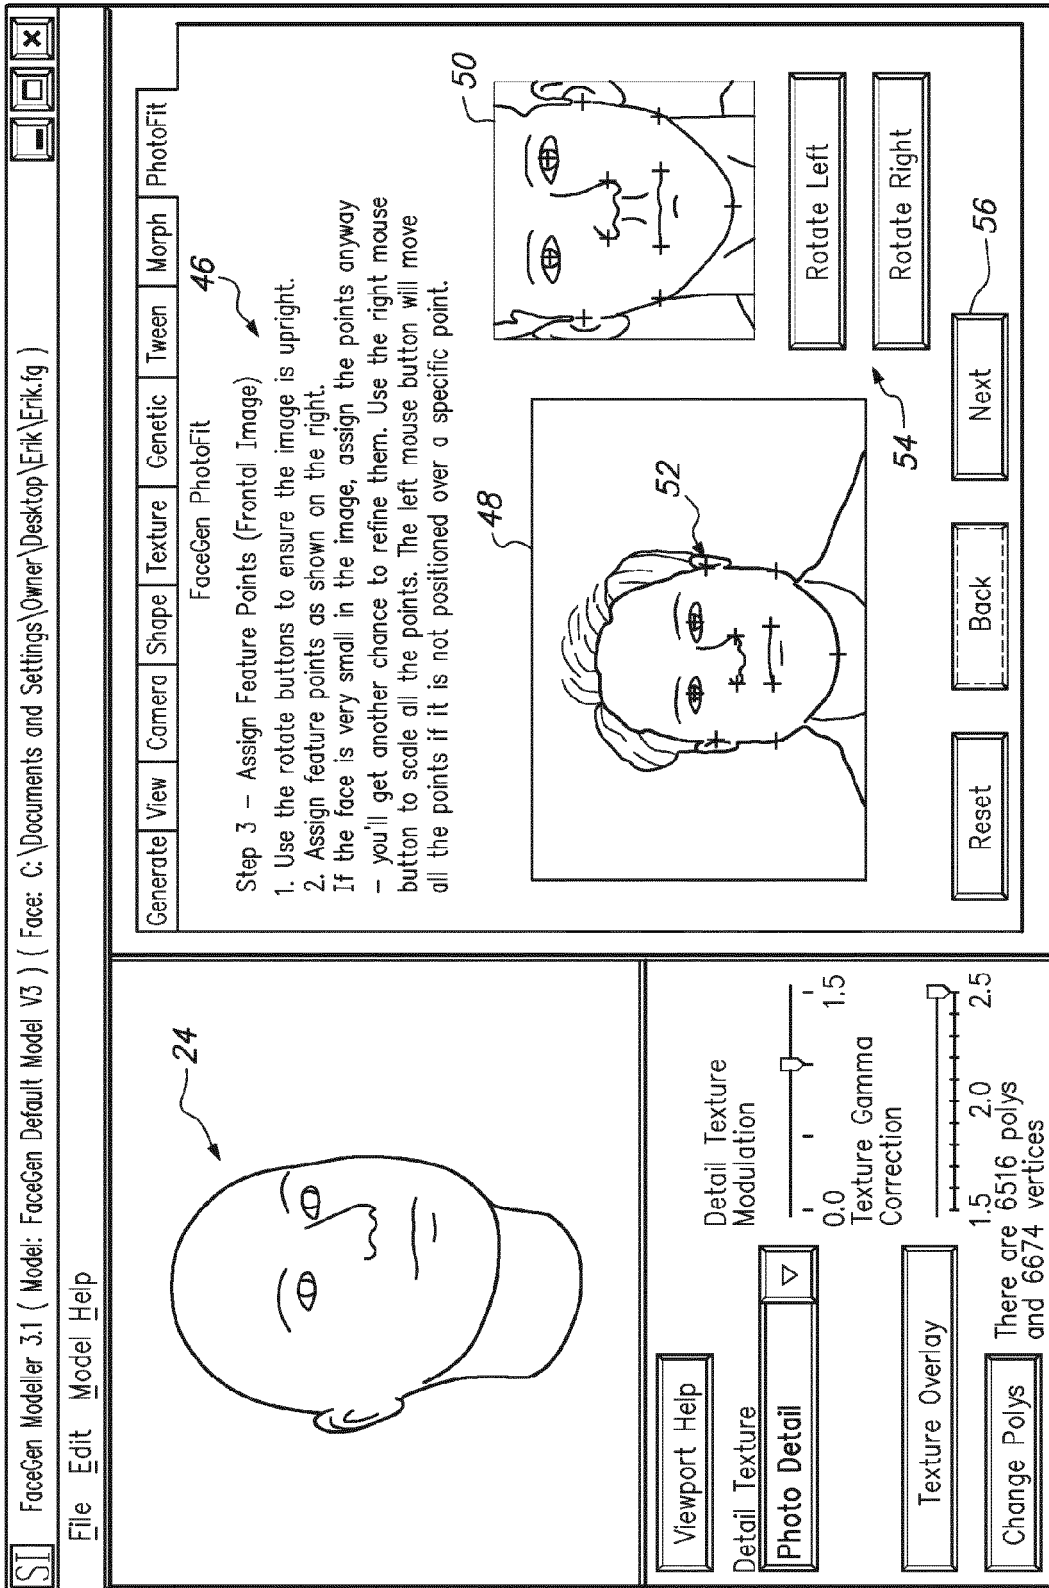 SI FaceGen Modeller 3.1 ( Model: FaceGen Default Model V3 ) ( Face: C:\Documents and Settings\Owner\Desktop\Erik\Erik.fg )
File Edit Model Help
24
Viewport Help
Detail Texture
Photo Detail
Texture Overlay
Change Polys
Detail Texture
Modulation
0.0 1.5
Texture Gamma
Correction
1.5 2.0 2.5
There are 6516 polys
and 6674 vertices
Generate View Camera Shape Texture Genetic Tween Morph PhotoFit
FaceGen PhotoFit
46
Step 3 – Assign Feature Points (Frontal Image)
1. Use the rotate buttons to ensure the image is upright.
2. Assign feature points as shown on the right.
If the face is very small in the image, assign the points anyway
– you'll get another chance to refine them. Use the right mouse
button to scale all the points. The left mouse button will move
all the points if it is not positioned over a specific point.
48
50
52
54
Rotate Left
Rotate Right
56
Reset Back Next